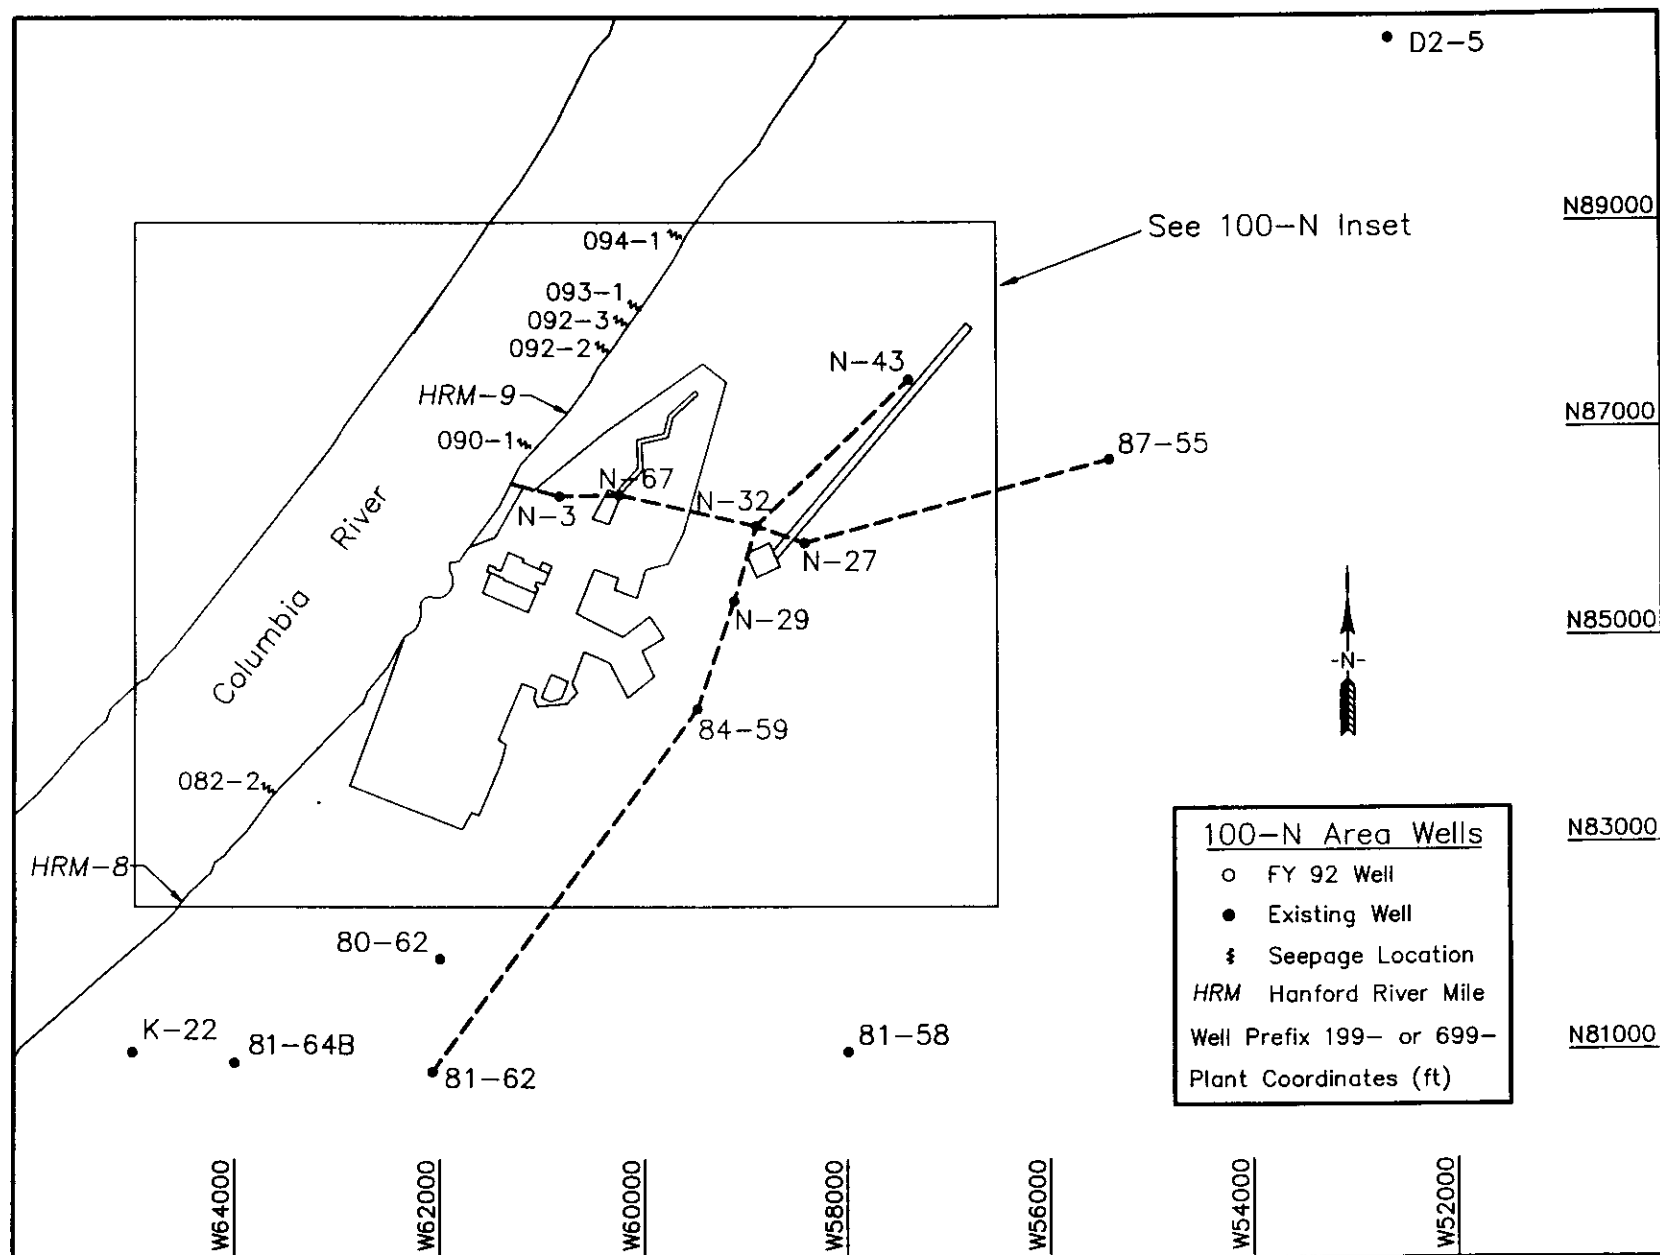 D2-5
N89000
See 100-N Inset
094-1
093-1
092-3
092-2
N-43
HRM-9
N87000
090-1
87-55
N-67
N-32
N-3
N-27
Columbia River
N-29
N85000
-N-
84-59
082-2
N83000
HRM-8
100-N Area Wells
FY 92 Well
Existing Well
Seepage Location
HRM Hanford River Mile
Well Prefix 199- or 699-
Plant Coordinates (ft)
80-62
K-22
81-64B
81-62
81-58
N81000
W64000
W62000
W60000
W58000
W56000
W54000
W52000